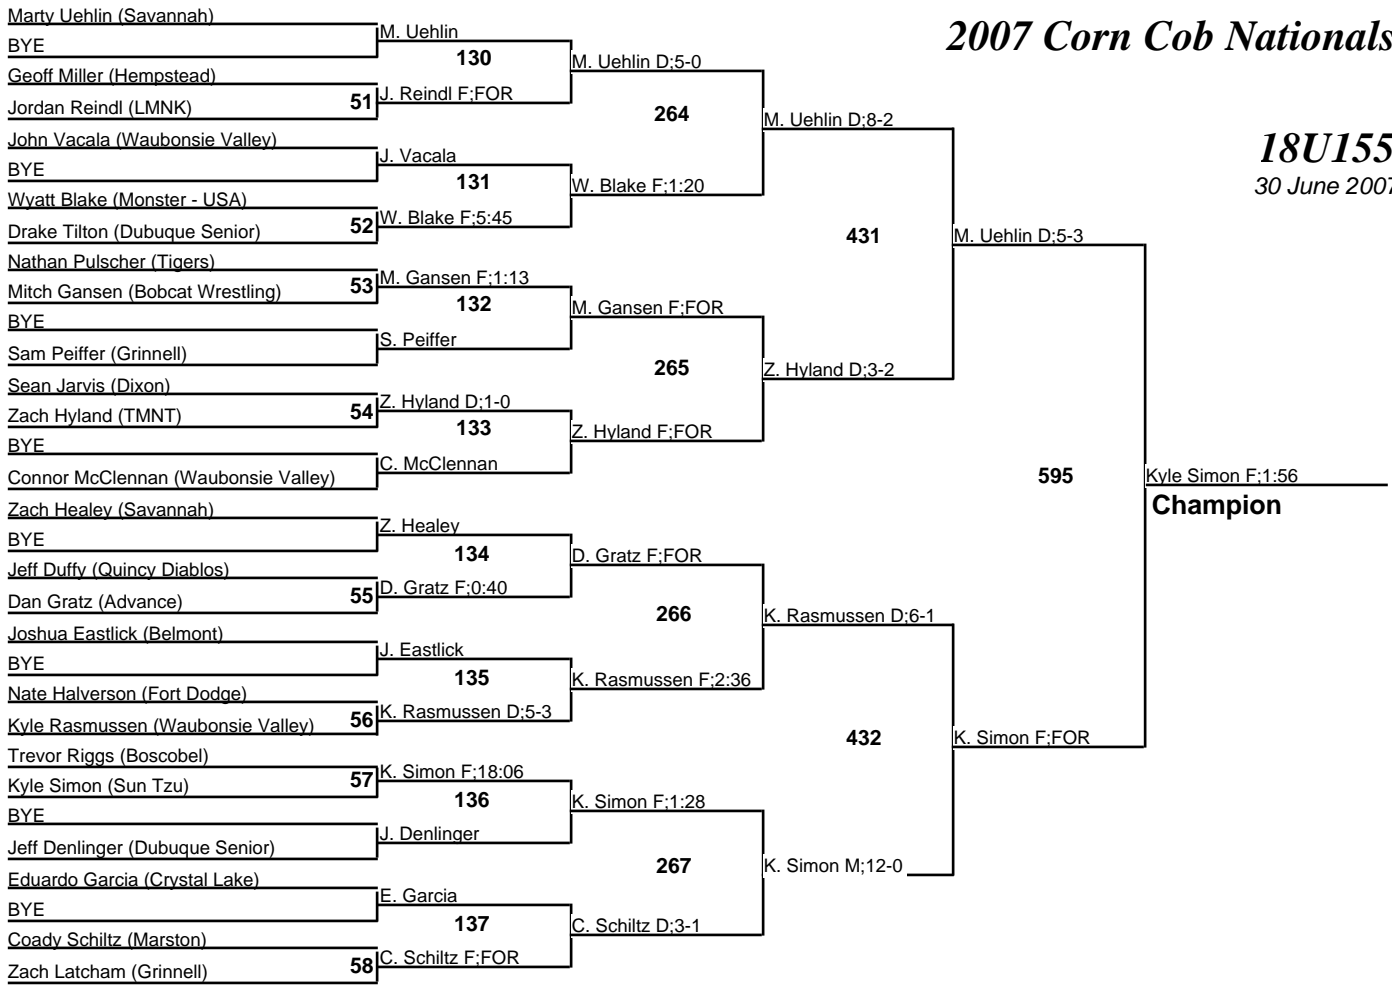 2007 Corn Cob Nationals
18U155
30 June 2007
Marty Uehlin (Savannah)
BYE
Geoff Miller (Hempstead)
Jordan Reindl (LMNK)
John Vacala (Waubonsie Valley)
BYE
Wyatt Blake (Monster - USA)
Drake Tilton (Dubuque Senior)
Nathan Pulscher (Tigers)
Mitch Gansen (Bobcat Wrestling)
BYE
Sam Peiffer (Grinnell)
Sean Jarvis (Dixon)
Zach Hyland (TMNT)
BYE
Connor McClennan (Waubonsie Valley)
Zach Healey (Savannah)
BYE
Jeff Duffy (Quincy Diablos)
Dan Gratz (Advance)
Joshua Eastlick (Belmont)
BYE
Nate Halverson (Fort Dodge)
Kyle Rasmussen (Waubonsie Valley)
Trevor Riggs (Boscobel)
Kyle Simon (Sun Tzu)
BYE
Jeff Denlinger (Dubuque Senior)
Eduardo Garcia (Crystal Lake)
BYE
Coady Schiltz (Marston)
Zach Latcham (Grinnell)
51
52
53
54
55
56
57
58
M. Uehlin
130
J. Reindl F;FOR
J. Vacala
131
W. Blake F;5:45
M. Gansen F;1:13
132
S. Peiffer
Z. Hyland D;1-0
133
C. McClennan
Z. Healey
134
D. Gratz F;0:40
J. Eastlick
135
K. Rasmussen D;5-3
K. Simon F;18:06
136
J. Denlinger
E. Garcia
137
C. Schiltz F;FOR
M. Uehlin D;5-0
264
W. Blake F;1:20
M. Gansen F;FOR
265
Z. Hyland F;FOR
D. Gratz F;FOR
266
K. Rasmussen F;2:36
K. Simon F;1:28
267
C. Schiltz D;3-1
M. Uehlin D;8-2
431
Z. Hyland D;3-2
K. Rasmussen D;6-1
432
K. Simon M;12-0
M. Uehlin D;5-3
595
K. Simon F;FOR
Kyle Simon F;1:56
Champion